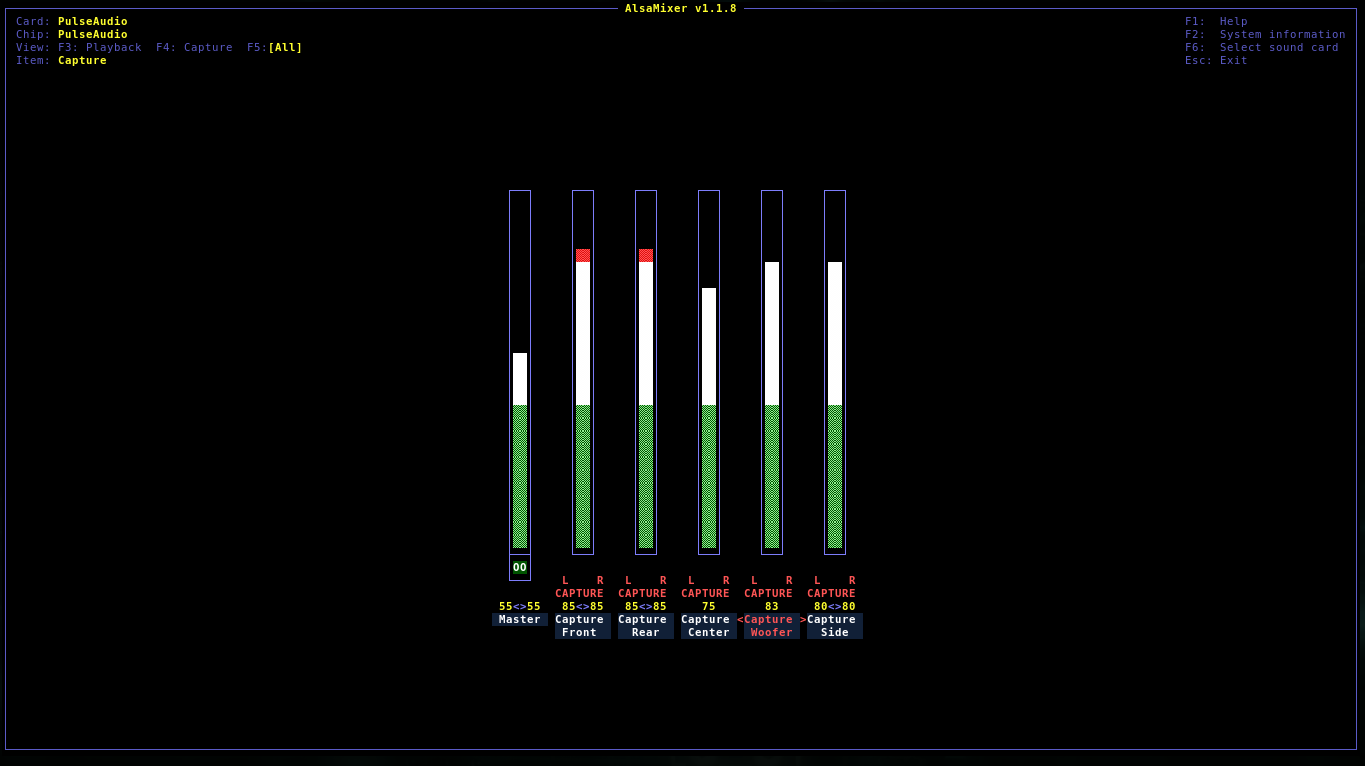 AlsaMixer v1.1.8
Card: PulseAudio
F1:  Help
Chip: PulseAudio
F2:  System information
View: F3: Playback  F4: Capture  F5:[All]
F6:  Select sound card
Item: Capture
Esc: Exit
OO
L    R    L    R    L    R    L    R    L    R
CAPTURE  CAPTURE  CAPTURE  CAPTURE  CAPTURE
55<>55   85<>85   85<>85   75   83   80<>80
Master   Capture  Capture  Capture <Capture >Capture
Front    Rear    Center   Woofer    Side